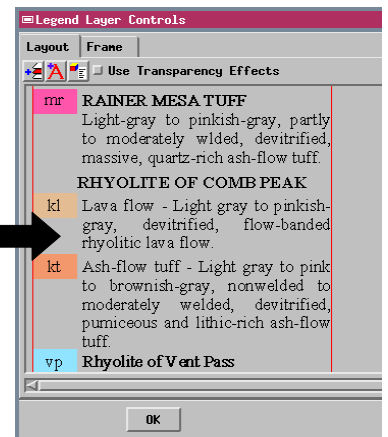 Legend Layer Controls
Layout Frame
Use Transparency Effects
mr RAINER MESA TUFF
Light-gray to pinkish-gray, partly
to moderately wlded, devitrified,
massive, quartz-rich ash-flow tuff.
RHYOLITE OF COMB PEAK
kl Lava flow - Light gray to pinkish-
gray, devitrified, flow-banded
rhyolitic lava flow.
kt Ash-flow tuff - Light gray to pink
to brownish-gray, nonwelded to
moderately welded, devitrified,
pumiceous and lithic-rich ash-flow
tuff.
vp Rhyolite of Vent Pass
OK